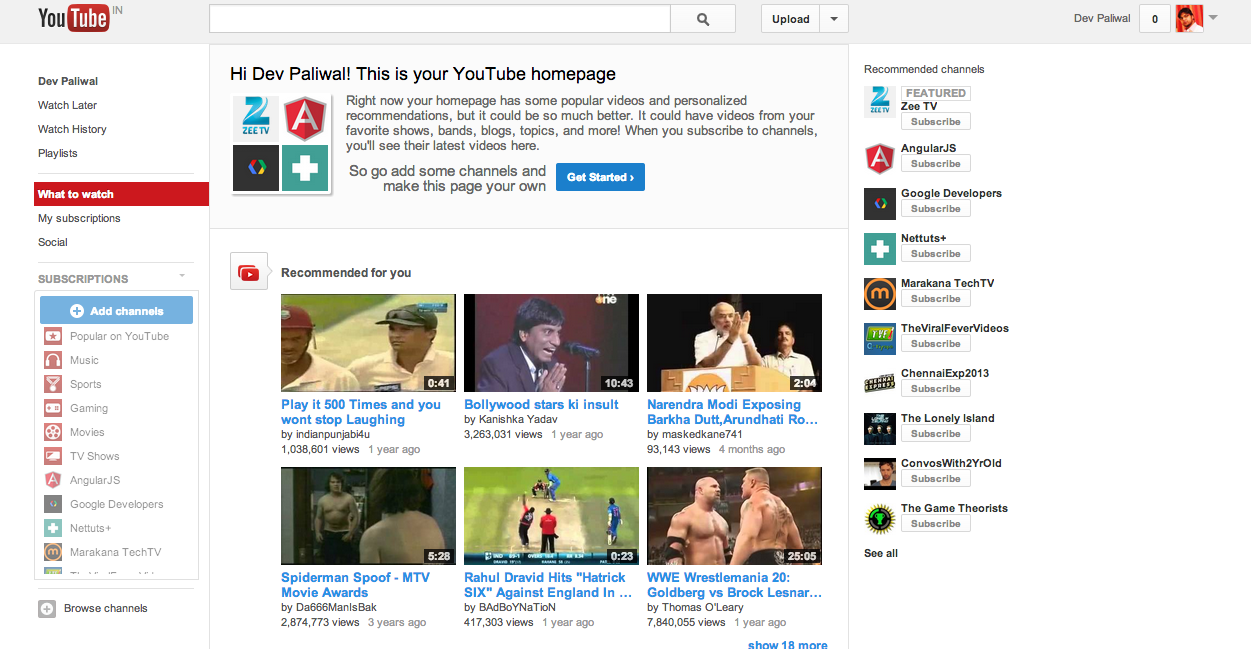 YouTube IN
Upload
Dev Paliwal
0
Dev Paliwal
Watch Later
Watch History
Playlists
What to watch
My subscriptions
Social
SUBSCRIPTIONS
Add channels
Popular on YouTube
Music
Sports
Gaming
Movies
TV Shows
AngularJS
Google Developers
Nettuts+
Marakana TechTV
Browse channels
Hi Dev Paliwal! This is your YouTube homepage
ZEE TV
Right now your homepage has some popular videos and personalized
recommendations, but it could be so much better. It could have videos from your
favorite shows, bands, blogs, topics, and more! When you subscribe to channels,
you'll see their latest videos here.
So go add some channels and
make this page your own
Get Started ›
Recommended for you
0:41
Play it 500 Times and you
wont stop Laughing
by indianpunjabi4u
1,038,601 views 1 year ago
one
10:43
Bollywood stars ki insult
by Kanishka Yadav
3,263,031 views 1 year ago
2:04
Narendra Modi Exposing
Barkha Dutt,Arundhati Ro...
by maskedkane741
93,143 views 4 months ago
5:28
Spiderman Spoof - MTV
Movie Awards
by Da666ManIsBak
2,874,773 views 3 years ago
0:23
Rahul Dravid Hits "Hatrick
SIX" Against England In ...
by BAdBoYNaTioN
417,303 views 1 year ago
25:05
WWE Wrestlemania 20:
Goldberg vs Brock Lesnar...
by Thomas O'Leary
7,840,055 views 1 year ago
show 18 more
Recommended channels
ZEE TV
FEATURED
Zee TV
Subscribe
AngularJS
Subscribe
Google Developers
Subscribe
Nettuts+
Subscribe
Marakana TechTV
Subscribe
TheViralFeverVideos
Subscribe
CHENNAI EXPRESS
ChennaiExp2013
Subscribe
The Lonely Island
Subscribe
ConvosWith2YrOld
Subscribe
The Game Theorists
Subscribe
See all